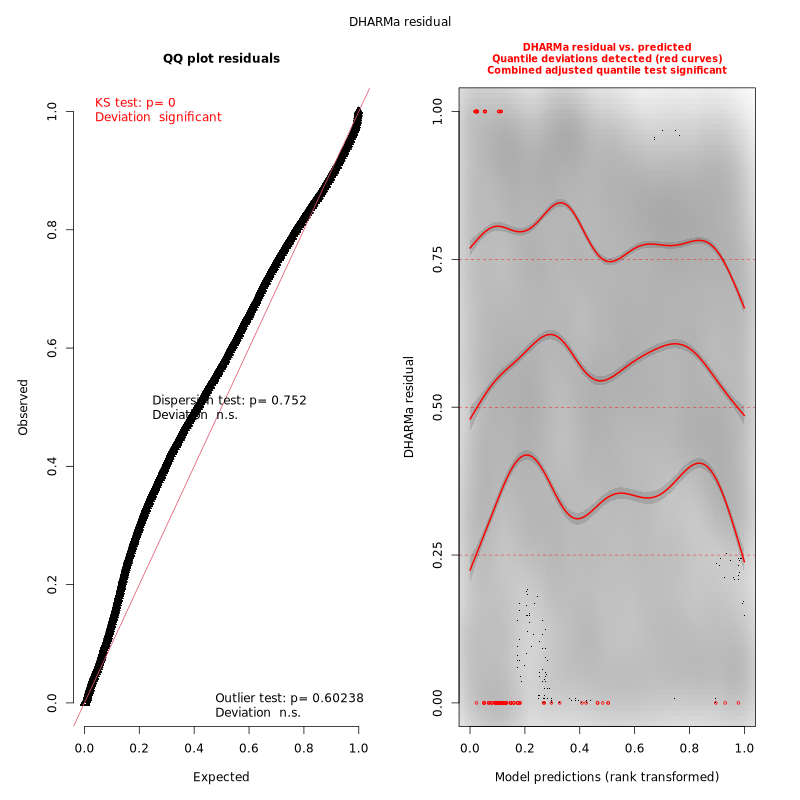 DHARMa residual
QQ plot residuals
KS test: p= 0
Deviation significant
Dispersion test: p= 0.752
Deviation n.s.
Outlier test: p= 0.60238
Deviation n.s.
Observed
0.0
0.2
0.4
0.6
0.8
1.0
0.0
0.2
0.4
0.6
0.8
1.0
Expected
DHARMa residual vs. predicted
Quantile deviations detected (red curves)
Combined adjusted quantile test significant
DHARMa residual
0.00
0.25
0.50
0.75
1.00
0.0
0.2
0.4
0.6
0.8
1.0
Model predictions (rank transformed)